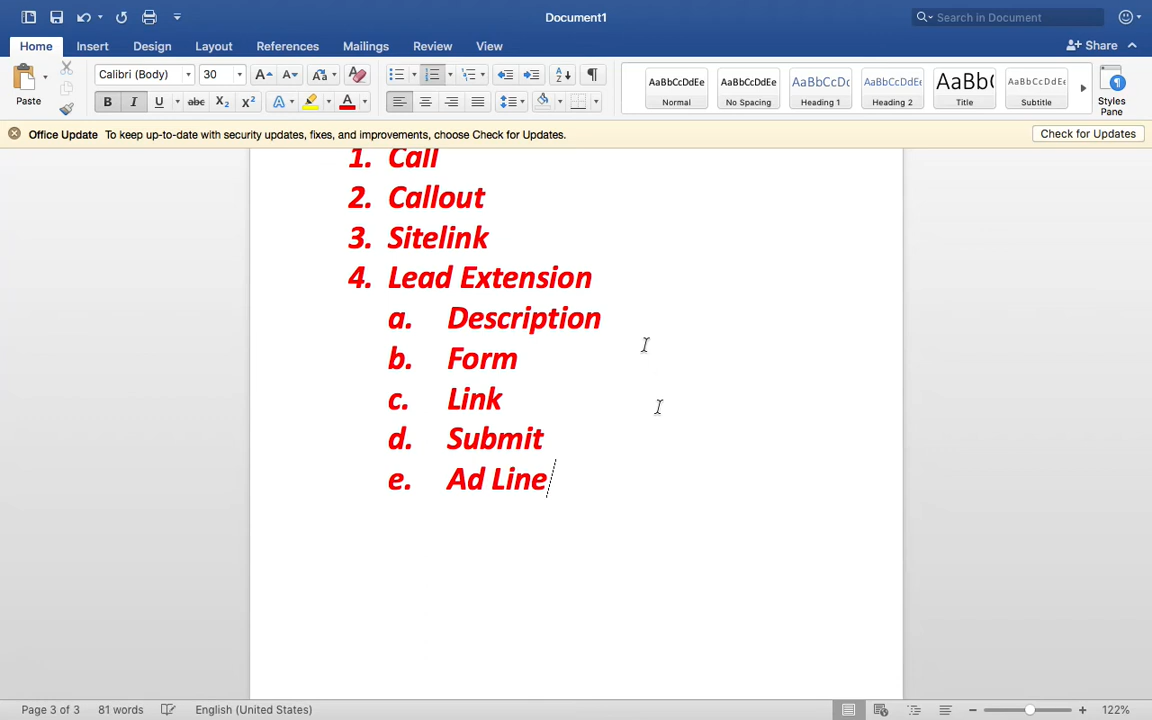 Document1
Search in Document
Home Insert Design Layout References Mailings Review View
Share
Paste
Calibri (Body) 30
AaBbCcDdEe AaBbCcDdEe AaBbCcDc AaBbCcDdEe AaBbC AaBbCcDdEe
Normal No Spacing Heading 1 Heading 2 Title Subtitle
Styles
Pane
Office Update To keep up-to-date with security updates, fixes, and improvements, choose Check for Updates.
Check for Updates
1. Call
2. Callout
3. Sitelink
4. Lead Extension
a. Description
b. Form
c. Link
d. Submit
e. Ad Line
Page 3 of 3 81 words English (United States) 122%